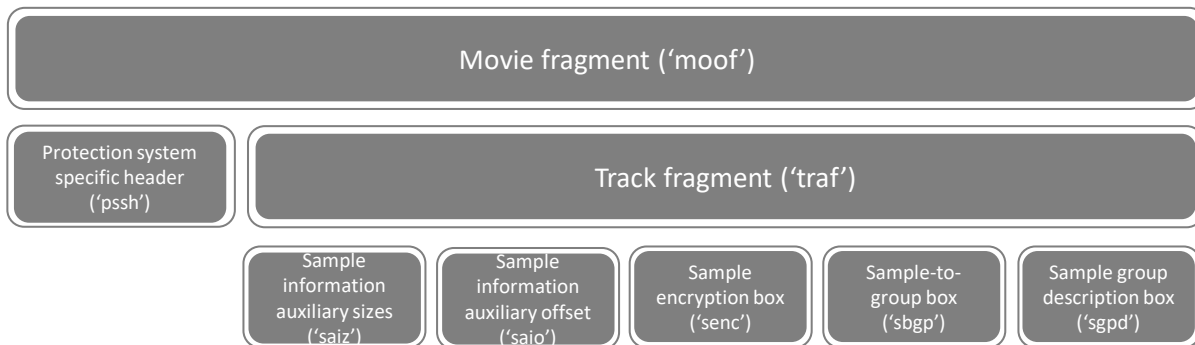 Movie fragment (‘moof’)
Protection system
specific header
(‘pssh’)
Track fragment (‘traf’)
Sample
information
auxiliary sizes
(‘saiz’)
Sample
information
auxiliary offset
(‘saio’)
Sample
encryption box
(‘senc’)
Sample-to-
group box
(‘sbgp’)
Sample group
description box
(‘sgpd’)